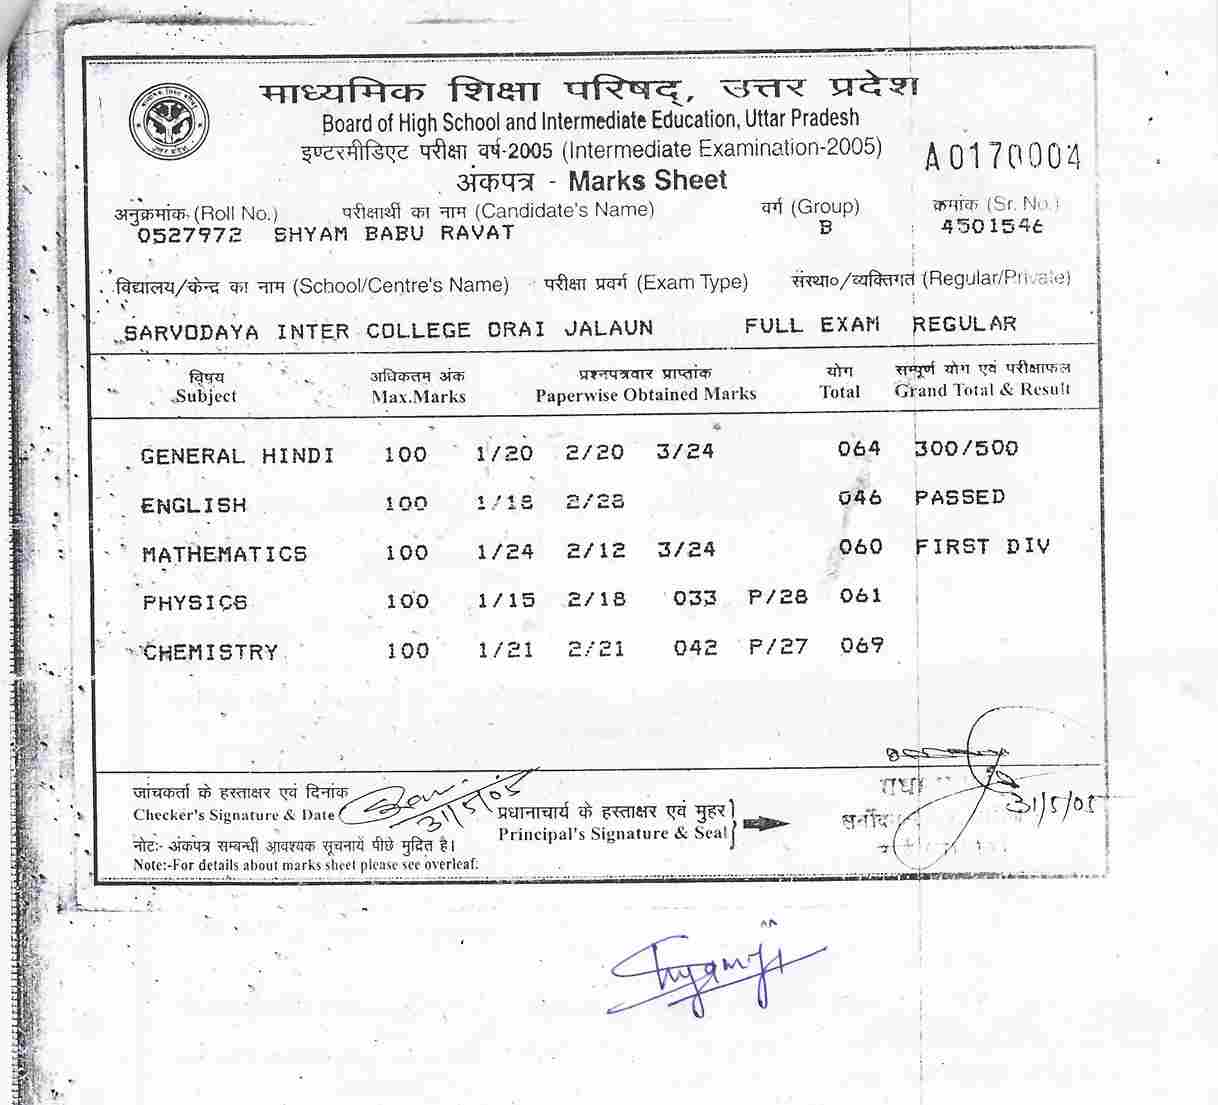 माध्यमिक शिक्षा परिषद्, उत्तर प्रदेश
Board of High School and Intermediate Education, Uttar Pradesh
इण्टरमीडिएट परीक्षा वर्ष-2005 (Intermediate Examination-2005)
A0170004
अंकपत्र - Marks Sheet
अनुक्रमांक (Roll No.) परीक्षार्थी का नाम (Candidate's Name) वर्ग (Group) क्रमांक (Sr. No.)
0527972 SHYAM BABU RAVAT B 4501546
विद्यालय/केन्द्र का नाम (School/Centre's Name) परीक्षा प्रवर्ग (Exam Type) संस्था०/व्यक्तिगत (Regular/Private)
SARVODAYA INTER COLLEGE ORAI JALAUN FULL EXAM REGULAR
विषय अधिकतम अंक प्रश्नपत्रवार प्राप्तांक योग सम्पूर्ण योग एवं परीक्षाफल
Subject Max.Marks Paperwise Obtained Marks Total Grand Total & Result
GENERAL HINDI 100 1/20 2/20 3/24 064 300/500
ENGLISH 100 1/18 2/28 046 PASSED
MATHEMATICS 100 1/24 2/12 3/24 060 FIRST DIV
PHYSICS 100 1/15 2/18 033 P/28 061
CHEMISTRY 100 1/21 2/21 042 P/27 069
जांचकर्ता के हस्ताक्षर एवं दिनांक
Checker's Signature & Date 31/5/05
प्रधानाचार्य के हस्ताक्षर एवं मुहर
Principal's Signature & Seal 31/5/05
नोट:- अंकपत्र सम्बन्धी आवश्यक सूचनायें पीछे मुद्रित है।
Note:-For details about marks sheet please see overleaf.
Shyamji